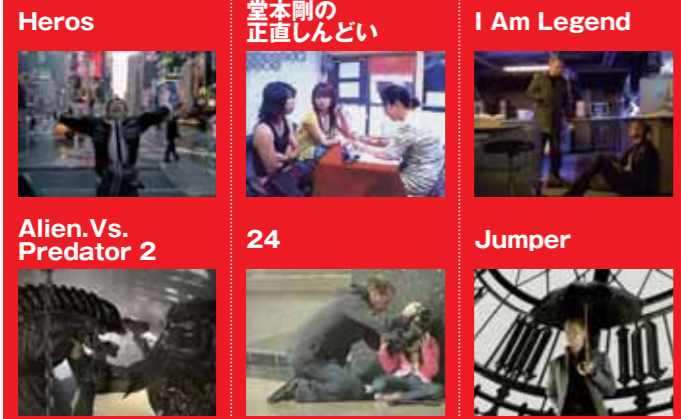 Heros
堂本剛の
正直しんどい
I Am Legend
Alien.Vs.
Predator 2
24
Jumper